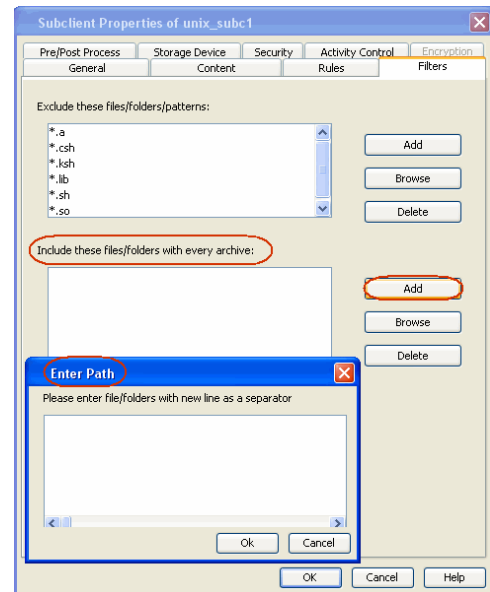 Subclient Properties of unix_subc1
Pre/Post Process Storage Device Security Activity Control Encryption
General Content Rules Filters
Exclude these files/folders/patterns:
*.a
*.csh
*.ksh
*.lib
*.sh
*.so
Add
Browse
Delete
Include these files/folders with every archive:
Add
Browse
Delete
Enter Path
Please enter file/folders with new line as a separator
Ok Cancel
OK Cancel Help